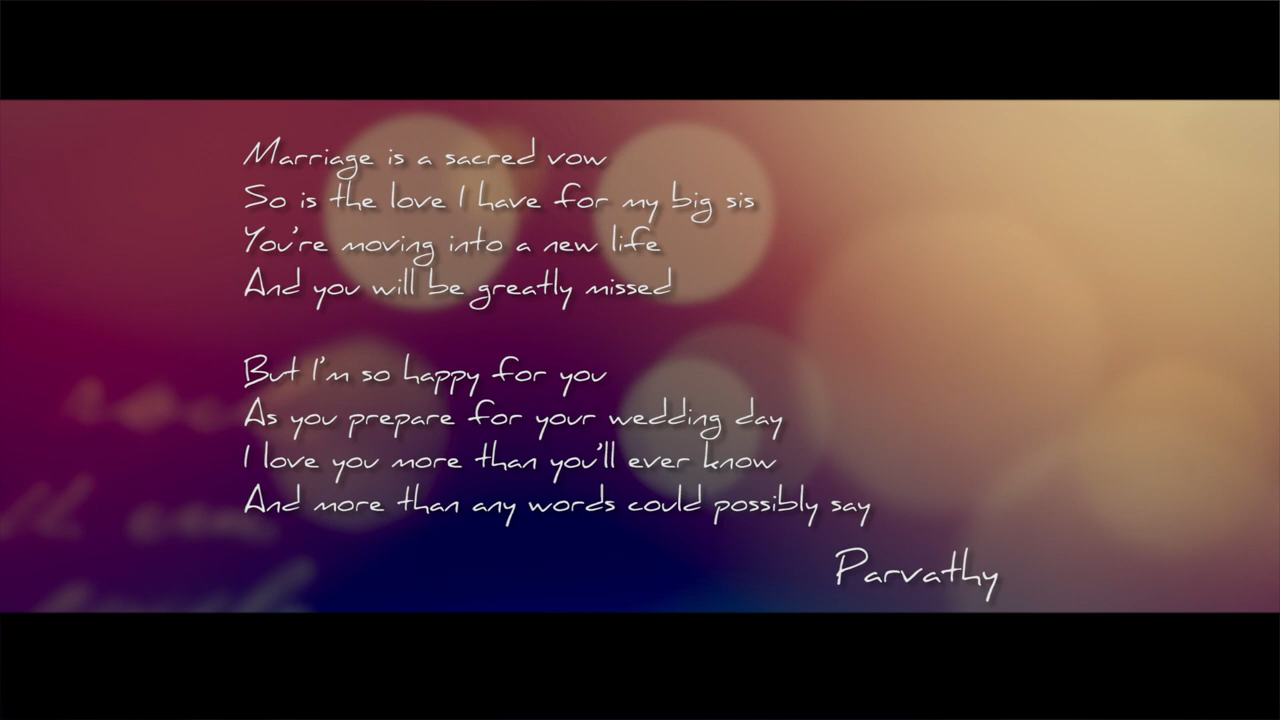 Marriage is a sacred vow
So is the love I have for my big sis
You're moving into a new life
And you will be greatly missed
But I'm so happy for you
As you prepare for your wedding day
I love you more than you'll ever know
And more than any words could possibly say
Parvathy